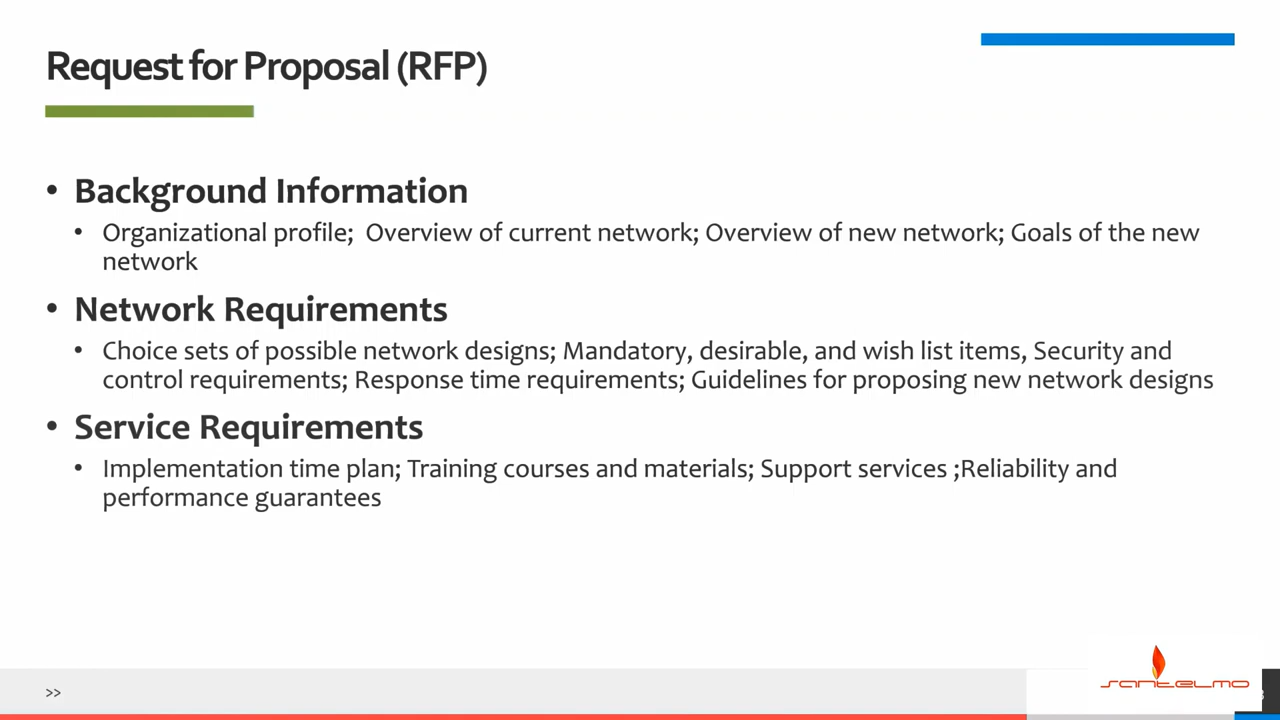 Request for Proposal (RFP)
• Background Information
• Organizational profile;  Overview of current network; Overview of new network; Goals of the new
network
• Network Requirements
• Choice sets of possible network designs; Mandatory, desirable, and wish list items, Security and
control requirements; Response time requirements; Guidelines for proposing new network designs
• Service Requirements
• Implementation time plan; Training courses and materials; Support services ;Reliability and
performance guarantees
>>
santelmo